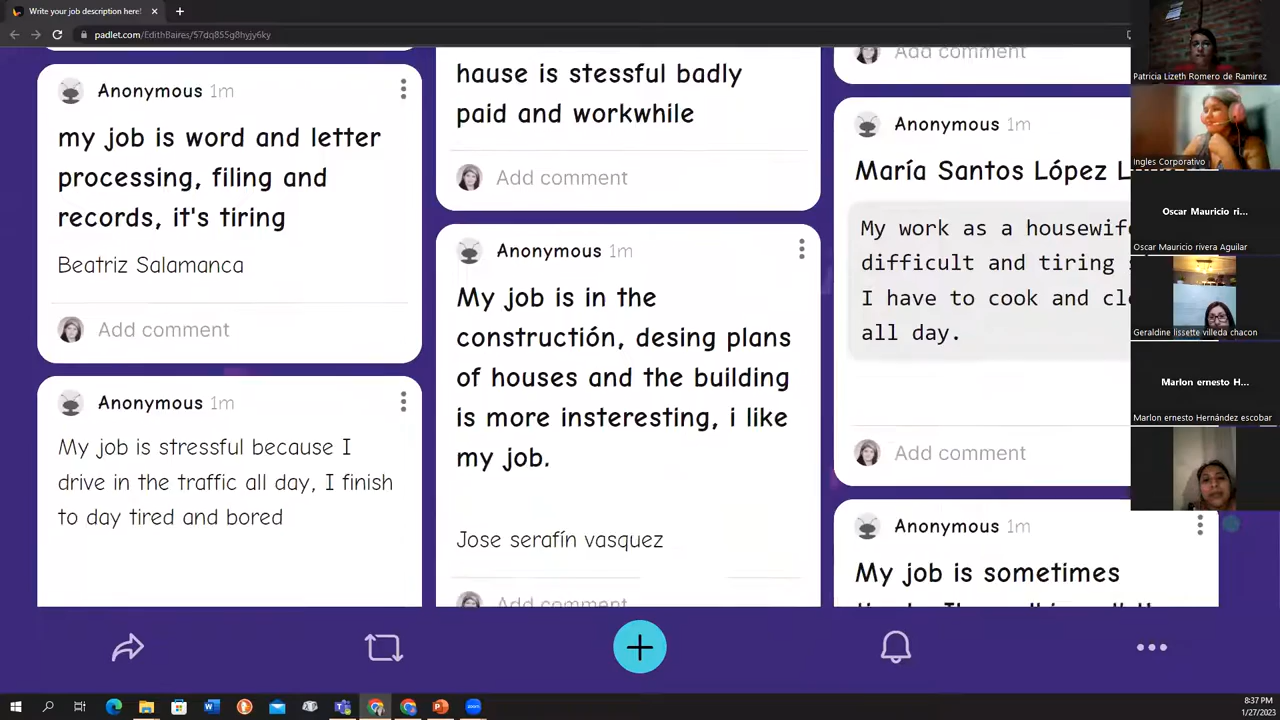 Write your job description here!
padlet.com/EdithBaires/57dq855g8hyjy6ky
Anonymous 1m
my job is word and letter
processing, filing and
records, it's tiring
Beatriz Salamanca
Add comment
Anonymous 1m
My job is stressful because I
drive in the traffic all day, I finish
to day tired and bored
hause is stessful badly
paid and workwhile
Add comment
Anonymous 1m
My job is in the
constructión, desing plans
of houses and the building
is more insteresting, i like
my job.
Jose serafín vasquez
Add comment
Add comment
Anonymous 1m
María Santos López L
My work as a housewife
difficult and tiring
I have to cook and cl
all day.
Add comment
Anonymous 1m
My job is sometimes
Patricia Lizeth Romero de Ramirez
Ingles Corporativo
Oscar Mauricio ri...
Oscar Mauricio rivera Aguilar
Geraldine lissette villeda chacon
Marlon ernesto H...
Marlon ernesto Hernández escobar
8:37 PM
1/27/2023